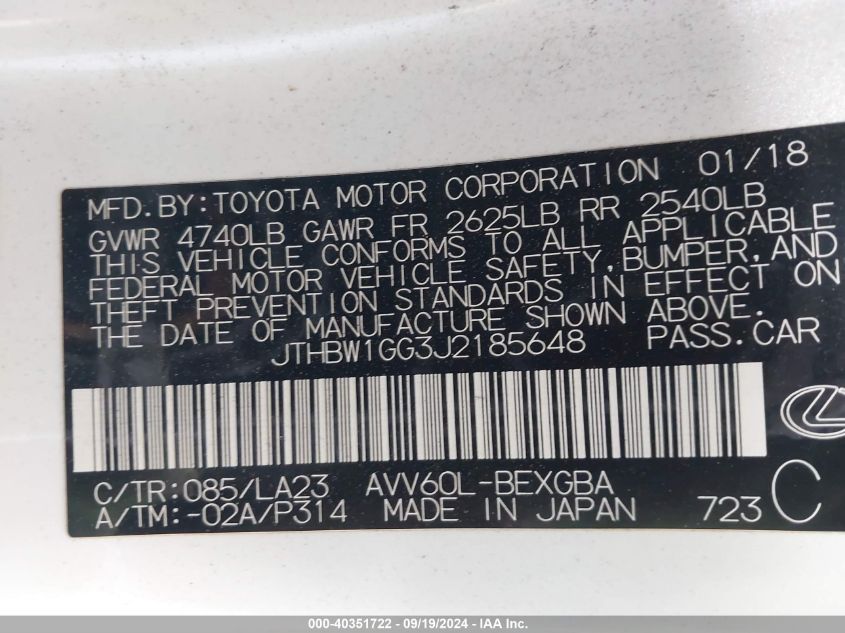 MFD.BY:TOYOTA MOTOR CORPORATION 01/18
GVWR 4740LB GAWR FR 2625LB RR 2540LB
THIS VEHICLE CONFORMS TO ALL APPLICABLE
FEDERAL MOTOR VEHICLE SAFETY,BUMPER,AND
THEFT PREVENTION STANDARDS IN EFFECT ON
THE DATE OF MANUFACTURE SHOWN ABOVE.
JTHBW1GG3J2185648 PASS.CAR
C/TR:085/LA23 AVV60L-BEXGBA
A/TM:-02A/P314 MADE IN JAPAN 723 C
000-40351722 - 09/19/2024 - IAA Inc.